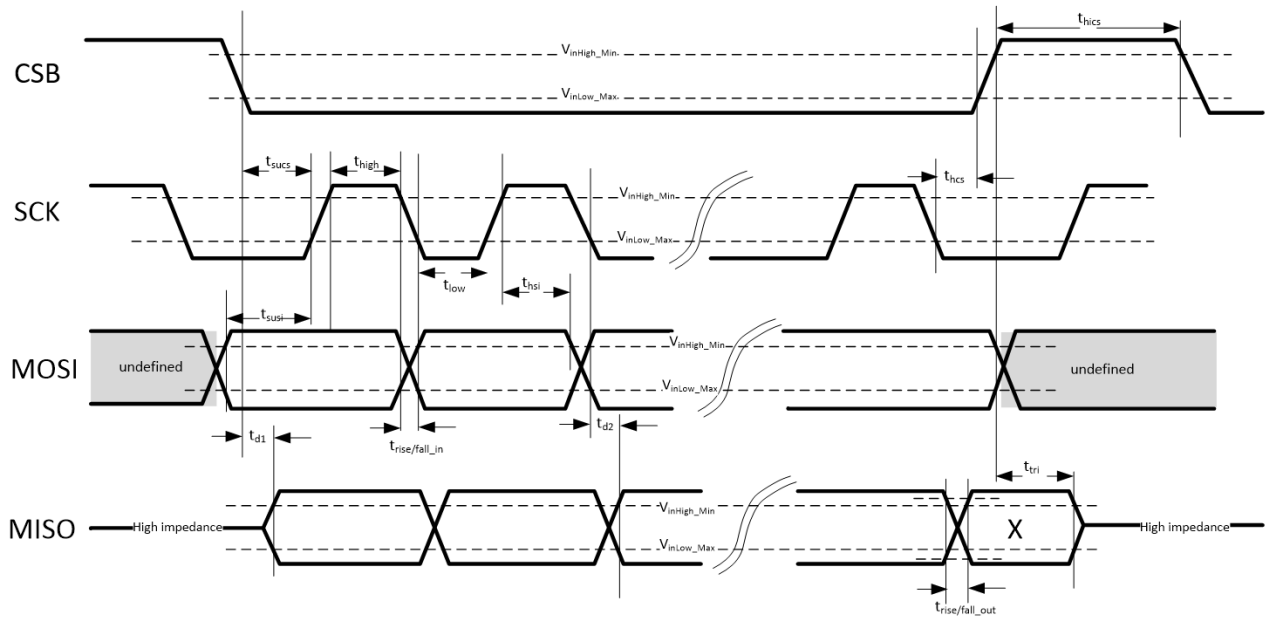 t_hics
CSB
V_inHigh_Min
V_inLow_Max
t_sucs
t_high
t_hcs
SCK
V_inHigh_Min
V_inLow_Max
t_low
t_hsi
t_susi
MOSI
undefined
V_inHigh_Min
V_inLow_Max
undefined
t_d1
t_rise/fall_in
t_d2
t_tri
MISO
High impedance
V_inHigh_Min
V_inLow_Max
X
High impedance
t_rise/fall_out